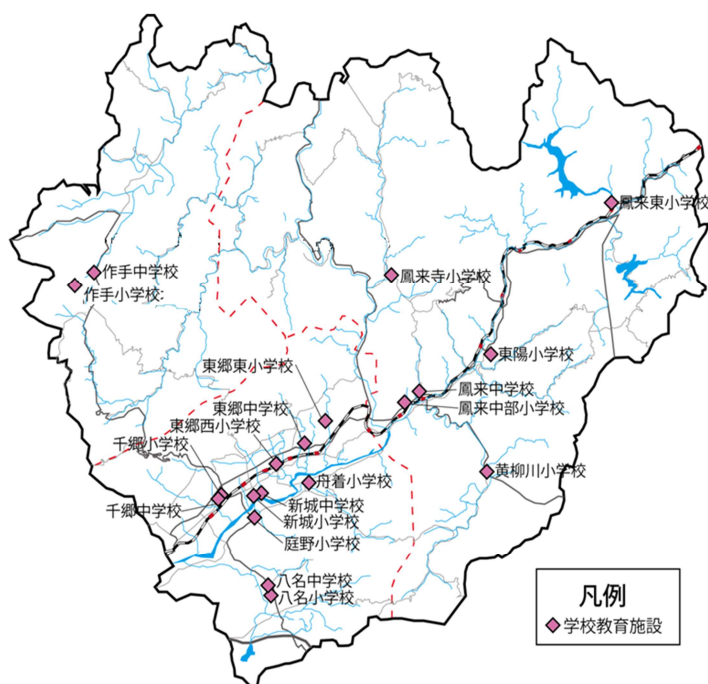 鳳来東小学校
作手中学校
鳳来寺小学校
作手小学校
東陽小学校
東郷東小学校
鳳来中学校
東郷中学校
鳳来中部小学校
東郷西小学校
千郷小学校
黄柳川小学校
舟着小学校
千郷中学校
新城中学校
新城小学校
庭野小学校
八名中学校
八名小学校
凡例
学校教育施設